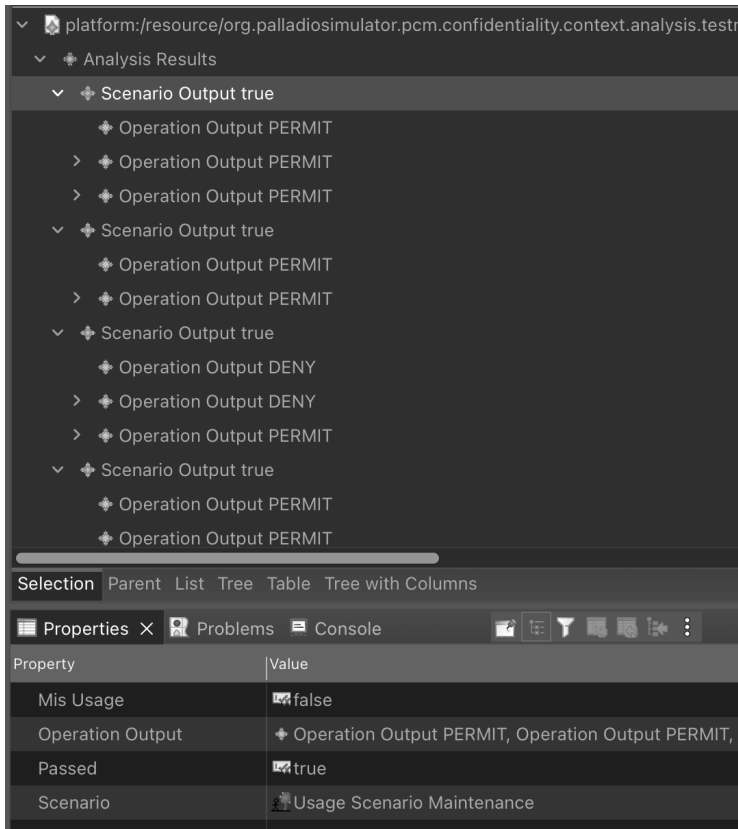 platform:/resource/org.palladiosimulator.pcm.confidentiality.context.analysis.testr
Analysis Results
Scenario Output true
Operation Output PERMIT
Operation Output PERMIT
Operation Output PERMIT
Scenario Output true
Operation Output PERMIT
Operation Output PERMIT
Scenario Output true
Operation Output DENY
Operation Output DENY
Operation Output PERMIT
Scenario Output true
Operation Output PERMIT
Operation Output PERMIT
Selection Parent List Tree Table Tree with Columns
Properties Problems Console
Property Value
Mis Usage false
Operation Output Operation Output PERMIT, Operation Output PERMIT,
Passed true
Scenario Usage Scenario Maintenance